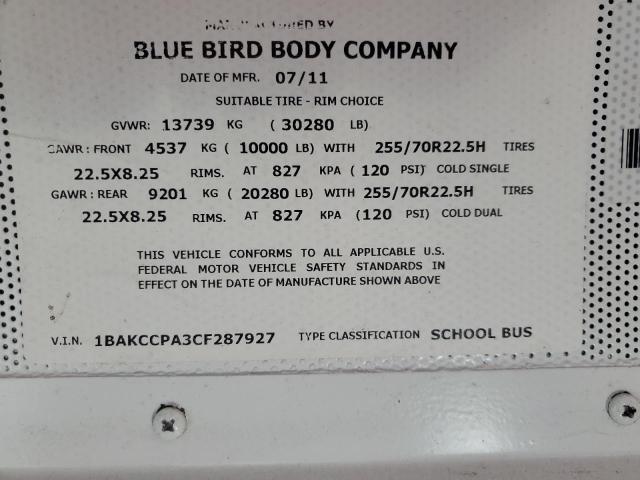 MANUFACTURED BY
BLUE BIRD BODY COMPANY
DATE OF MFR. 07/11
SUITABLE TIRE - RIM CHOICE
GVWR: 13739 KG ( 30280 LB)
GAWR : FRONT 4537 KG ( 10000 LB) WITH 255/70R22.5H TIRES
22.5X8.25 RIMS. AT 827 KPA ( 120 PSI) COLD SINGLE
GAWR : REAR 9201 KG ( 20280 LB) WITH 255/70R22.5H TIRES
22.5X8.25 RIMS. AT 827 KPA (120 PSI) COLD DUAL
THIS VEHICLE CONFORMS TO ALL APPLICABLE U.S.
FEDERAL MOTOR VEHICLE SAFETY STANDARDS IN
EFFECT ON THE DATE OF MANUFACTURE SHOWN ABOVE
V.I.N. 1BAKCCPA3CF287927 TYPE CLASSIFICATION SCHOOL BUS